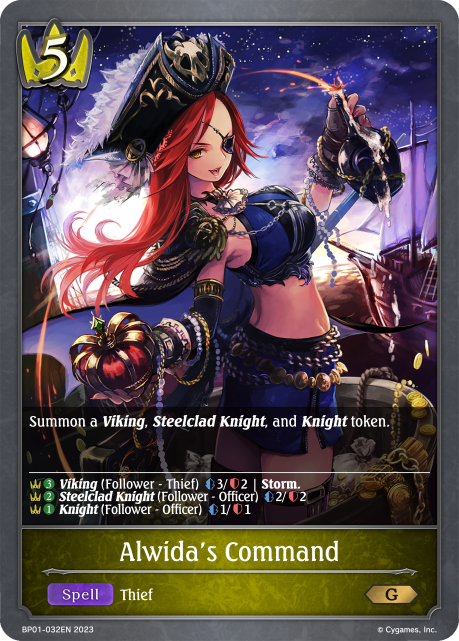 5
Summon a Viking, Steelclad Knight, and Knight token.
3 Viking (Follower - Thief) 3/2 | Storm.
2 Steelclad Knight (Follower - Officer) 2/2
1 Knight (Follower - Officer) 1/1
Alwida's Command
Spell Thief G
BP01-032EN 2023 © Cygames, Inc.